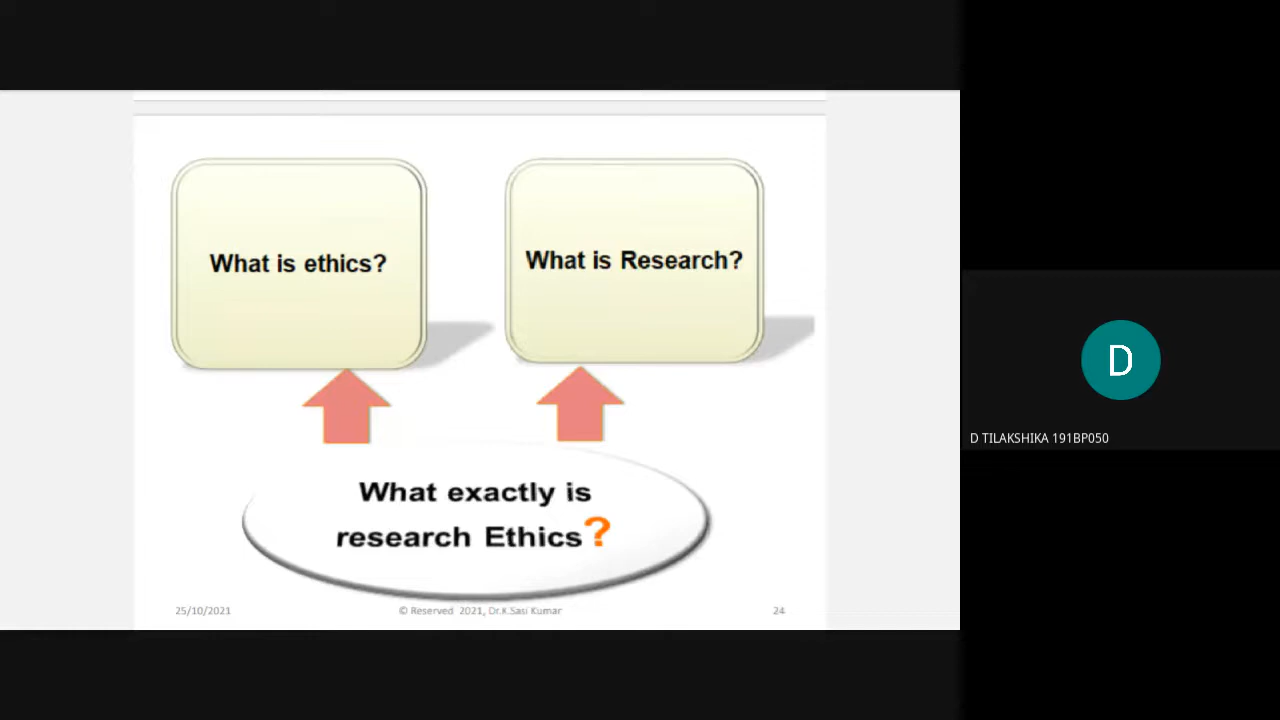 What is ethics?
What is Research?
What exactly is
research Ethics?
25/10/2021
© Reserved 2021, Dr.K.Sasi Kumar
24
D
D TILAKSHIKA 191BP050